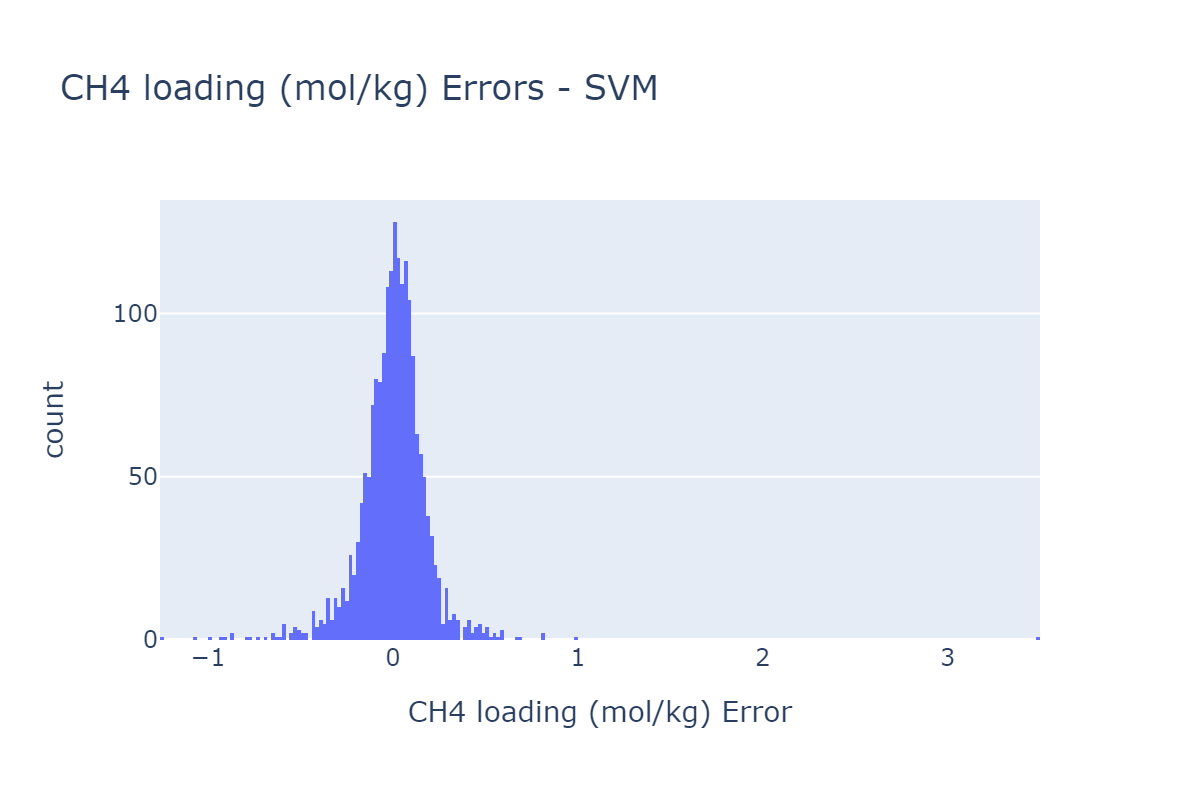 CH4 loading (mol/kg) Errors - SVM
100
50
0
count
−1 0 1 2 3
CH4 loading (mol/kg) Error